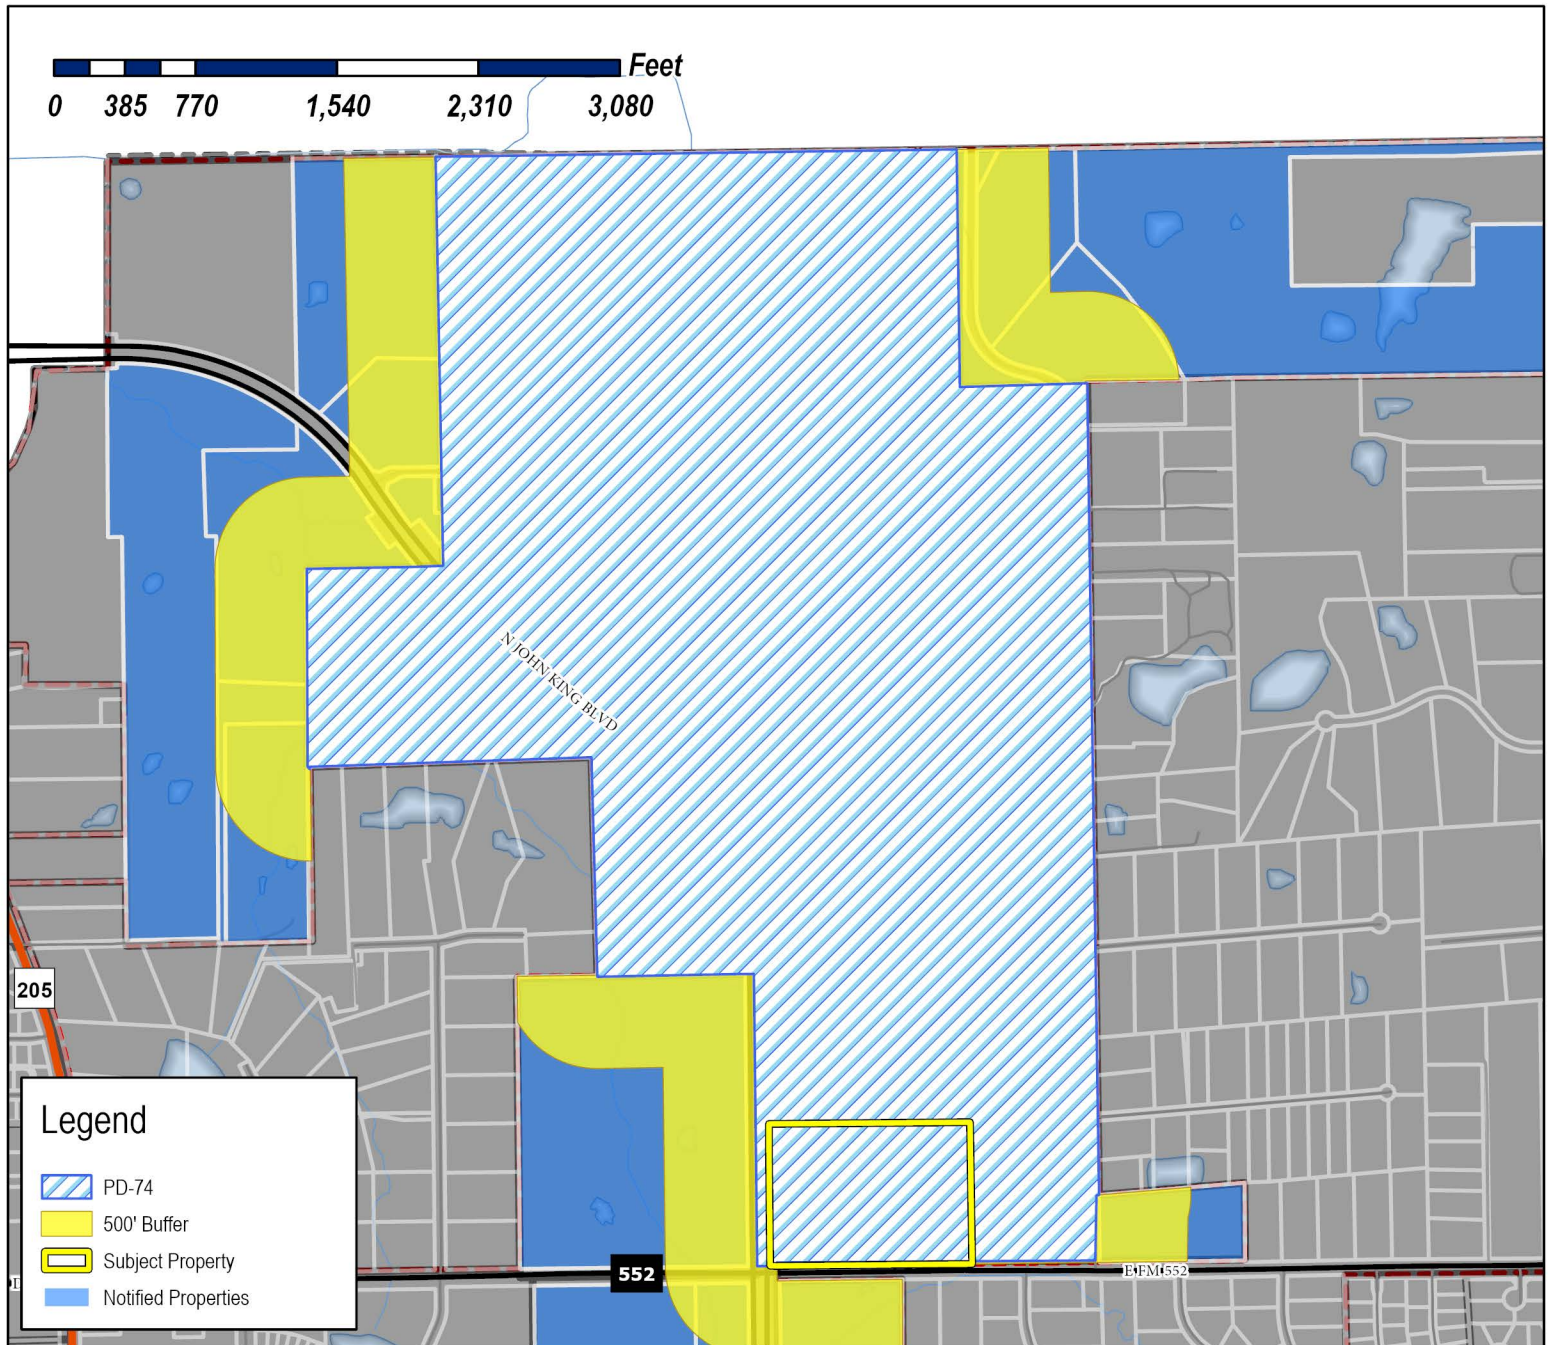 Feet
0 385 770 1,540 2,310 3,080
N JOHN KING BLVD
205
Legend
PD-74
500' Buffer
Subject Property
Notified Properties
552
E FM 552